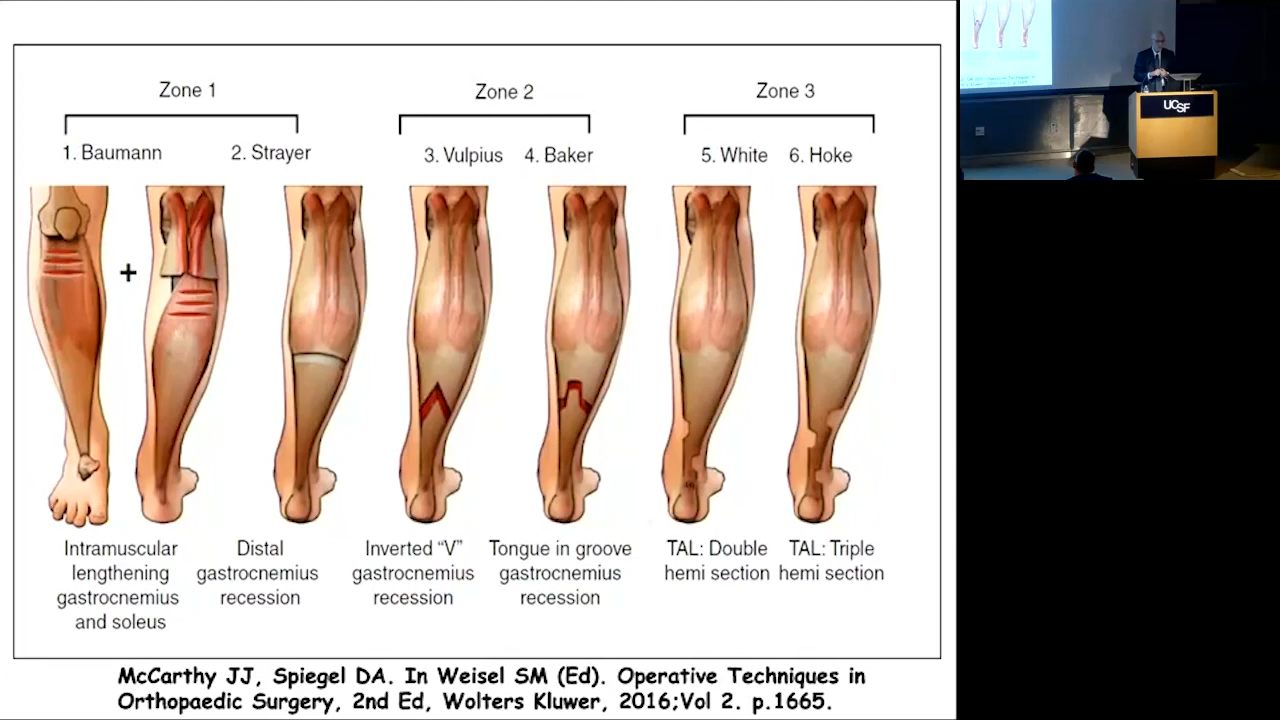 Zone 1
Zone 2
Zone 3
1. Baumann
2. Strayer
3. Vulpius
4. Baker
5. White
6. Hoke
+
Intramuscular
lengthening
gastrocnemius
and soleus
Distal
gastrocnemius
recession
Inverted “V”
gastrocnemius
recession
Tongue in groove
gastrocnemius
recession
TAL: Double
hemi section
TAL: Triple
hemi section
McCarthy JJ, Spiegel DA. In Weisel SM (Ed). Operative Techniques in
Orthopaedic Surgery, 2nd Ed, Wolters Kluwer, 2016;Vol 2. p.1665.
UCSF